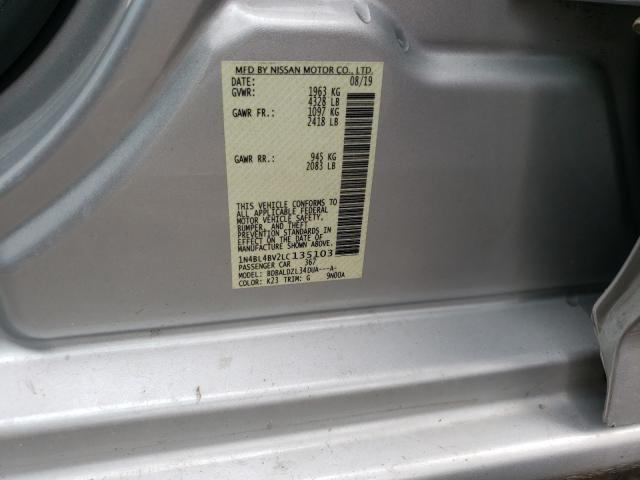 MFD BY NISSAN MOTOR CO., LTD.
DATE: 08/19
GVWR: 1963 KG
4328 LB
GAWR FR.: 1097 KG
2418 LB
GAWR RR.: 945 KG
2083 LB
THIS VEHICLE CONFORMS TO
ALL APPLICABLE FEDERAL
MOTOR VEHICLE SAFETY,
BUMPER, AND THEFT
PREVENTION STANDARDS IN
EFFECT ON THE DATE OF
MANUFACTURE SHOWN ABOVE.
1N4BL4BV2LC135103
PASSENGER CAR 367
MODEL: BDBALDZL34DUA---A-
COLOR: K23 TRIM: G 9N00A